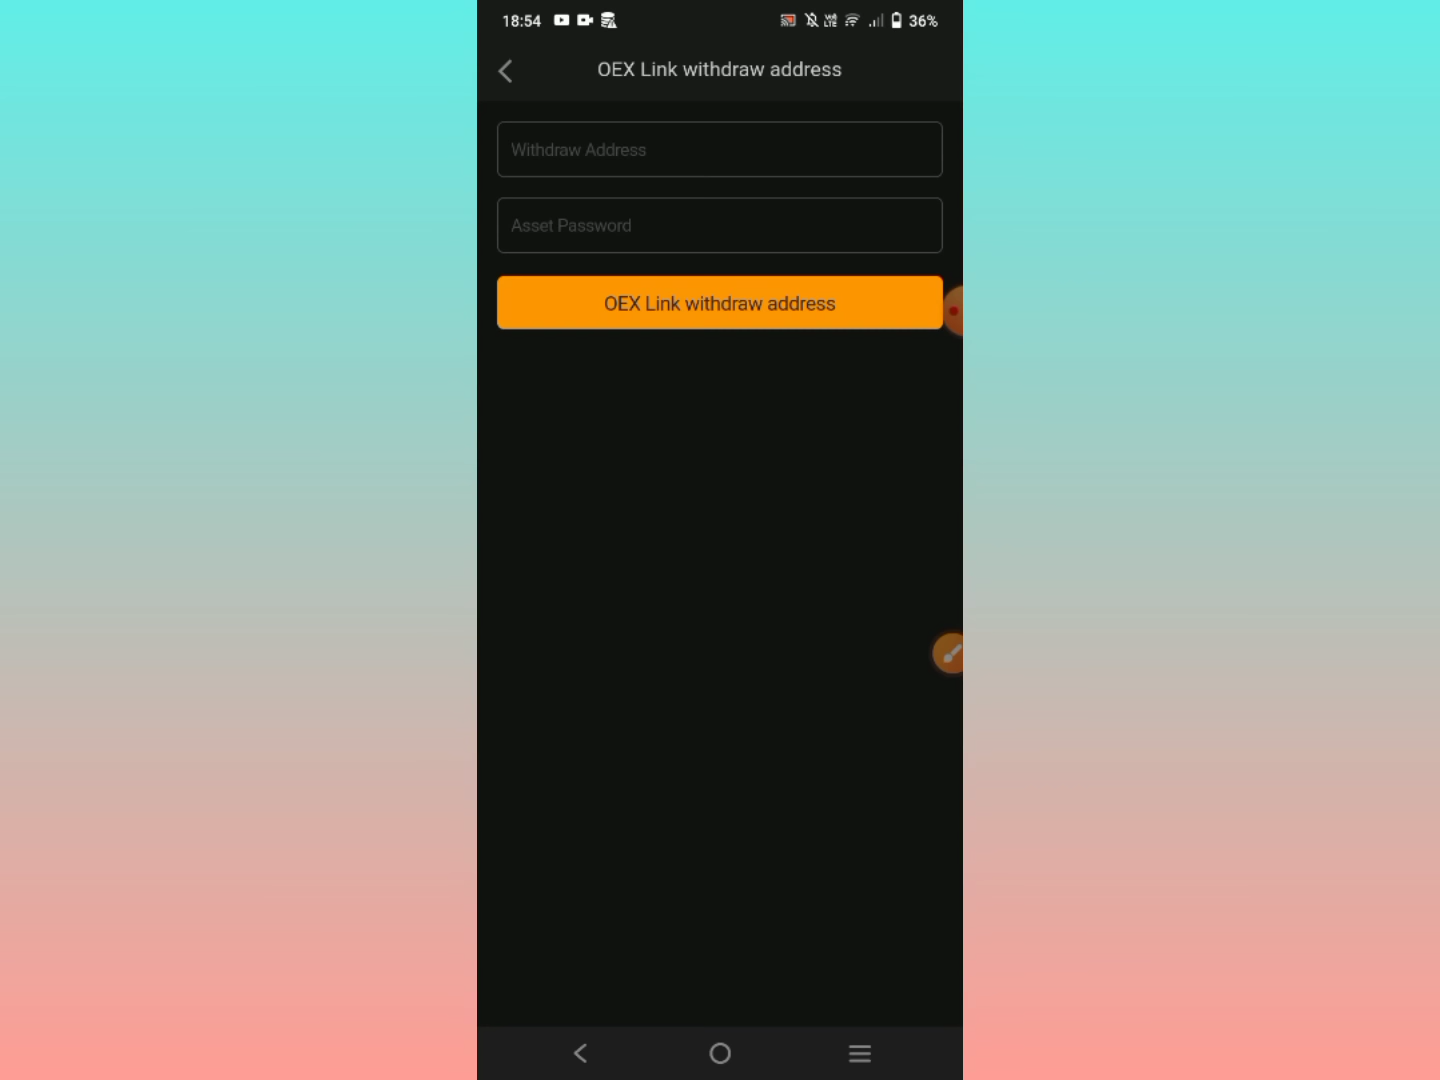 18:54 36%
OEX Link withdraw address
Withdraw Address
Asset Password
OEX Link withdraw address